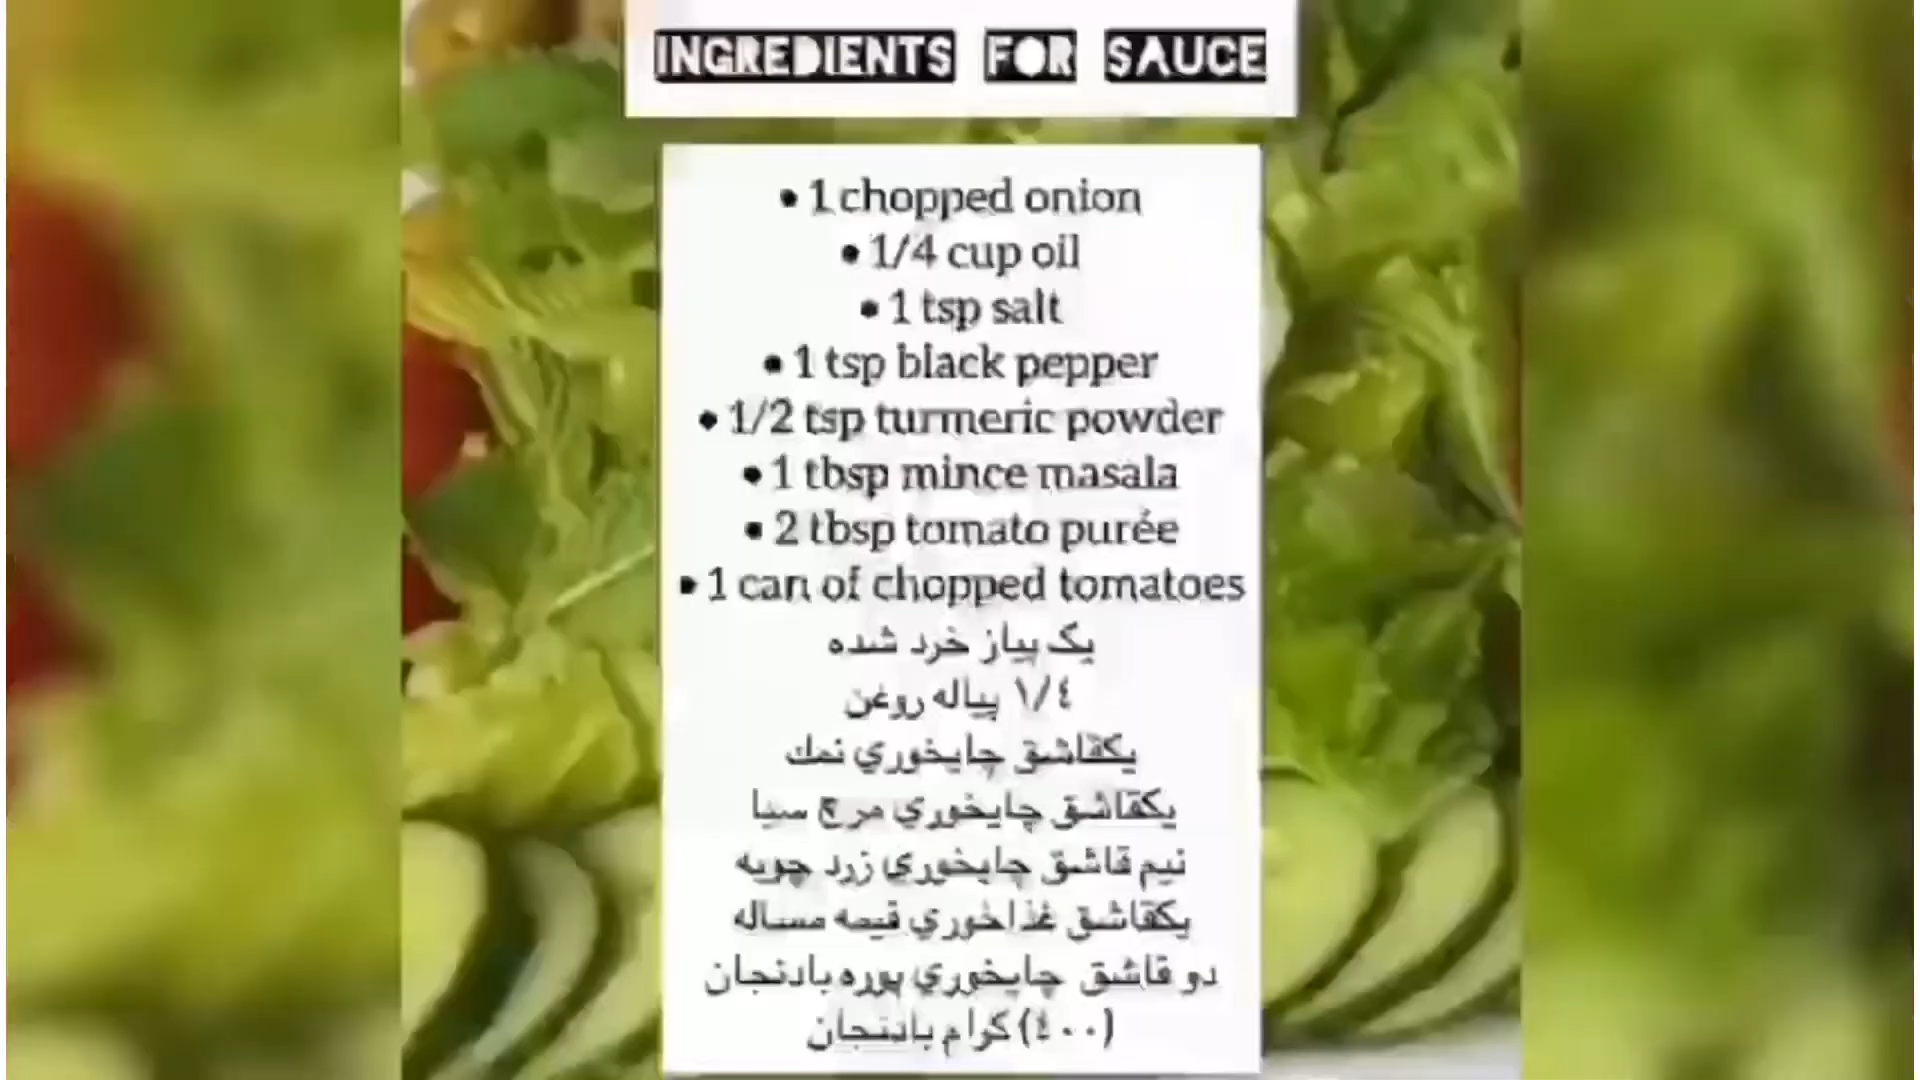 INGREDIENTS FOR SAUCE
• 1 chopped onion
• 1/4 cup oil
• 1 tsp salt
• 1 tsp black pepper
• 1/2 tsp turmeric powder
• 1 tbsp mince masala
• 2 tbsp tomato purée
• 1 can of chopped tomatoes
یک پیاز خرد شده
١/٤ پیاله روغن
یکقاشق چایخوري نمك
یکقاشق چایخوري مرچ سیا
نیم قاشق چایخوري زرد چوبه
یکقاشق غذاخوري قیمه مساله
دو قاشق چایخوري پوره بادنجان
(٤٠٠) گرام بادنجان